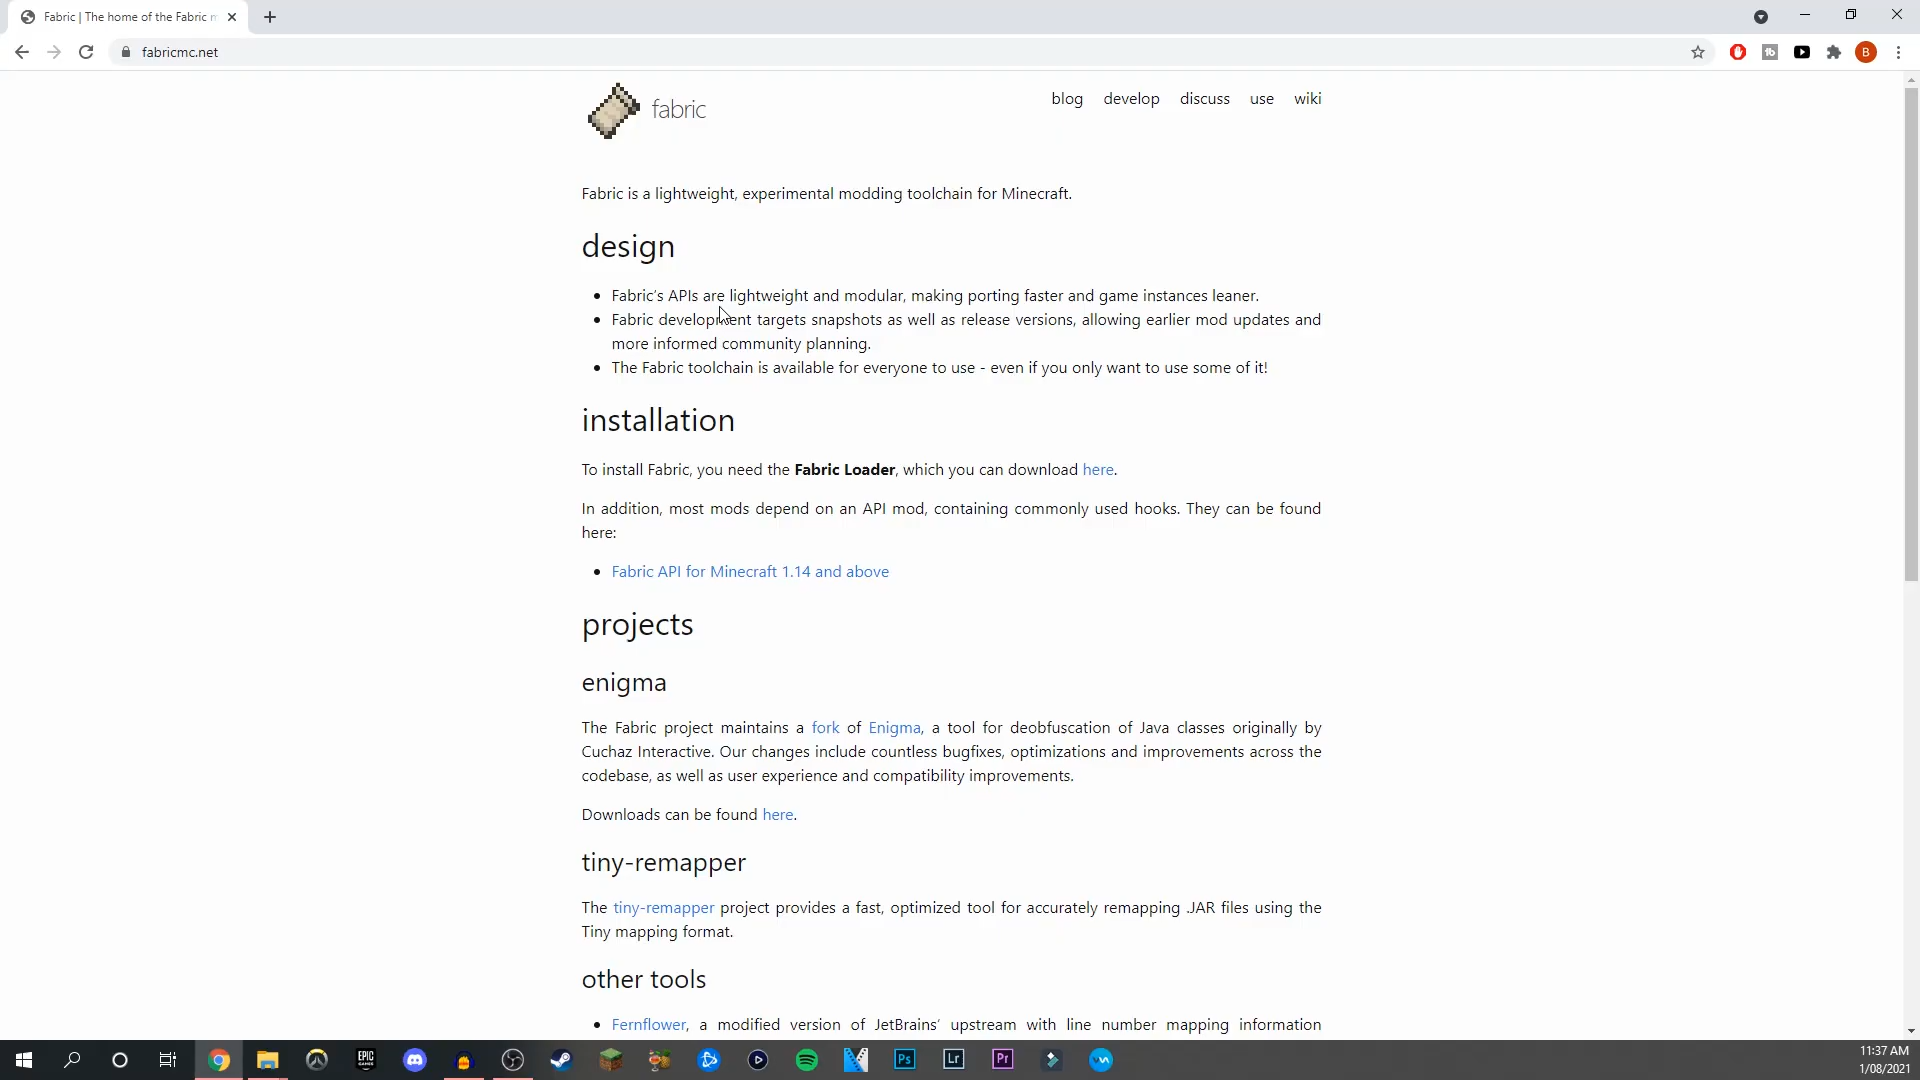 Fabric | The home of the Fabric m
fabricmc.net
B
fabric
blog develop discuss use wiki
Fabric is a lightweight, experimental modding toolchain for Minecraft.
design
• Fabric's APIs are lightweight and modular, making porting faster and game instances leaner.
• Fabric development targets snapshots as well as release versions, allowing earlier mod updates and
more informed community planning.
• The Fabric toolchain is available for everyone to use - even if you only want to use some of it!
installation
To install Fabric, you need the Fabric Loader, which you can download here.
In addition, most mods depend on an API mod, containing commonly used hooks. They can be found
here:
• Fabric API for Minecraft 1.14 and above
projects
enigma
The Fabric project maintains a fork of Enigma, a tool for deobfuscation of Java classes originally by
Cuchaz Interactive. Our changes include countless bugfixes, optimizations and improvements across the
codebase, as well as user experience and compatibility improvements.
Downloads can be found here.
tiny-remapper
The tiny-remapper project provides a fast, optimized tool for accurately remapping .JAR files using the
Tiny mapping format.
other tools
• Fernflower, a modified version of JetBrains' upstream with line number mapping information
EPIC GAMES
Ps
Lr
Pr
11:37 AM
1/08/2021